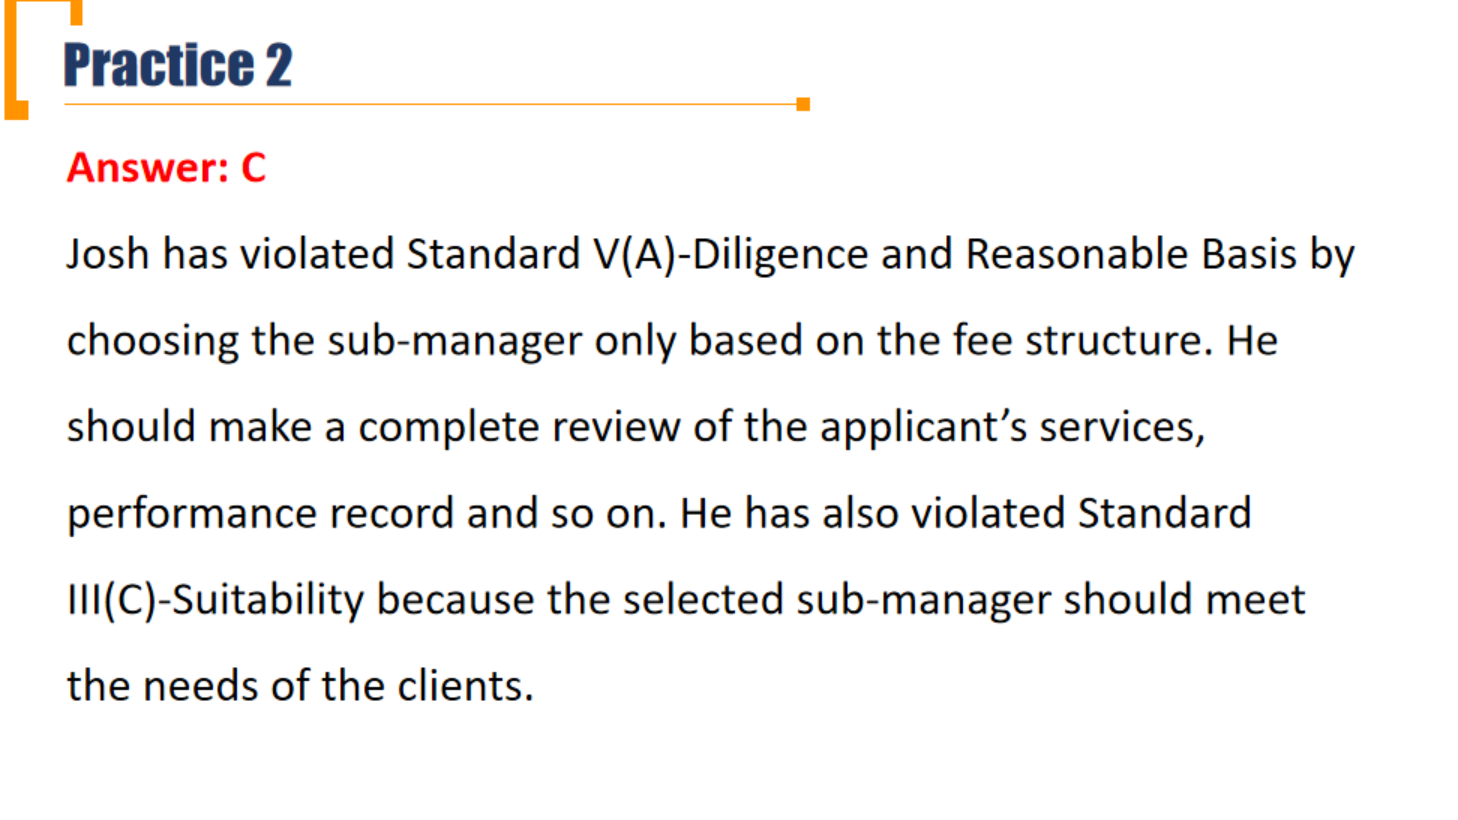 Practice 2
Answer: C
Josh has violated Standard V(A)-Diligence and Reasonable Basis by
choosing the sub-manager only based on the fee structure. He
should make a complete review of the applicant’s services,
performance record and so on. He has also violated Standard
III(C)-Suitability because the selected sub-manager should meet
the needs of the clients.